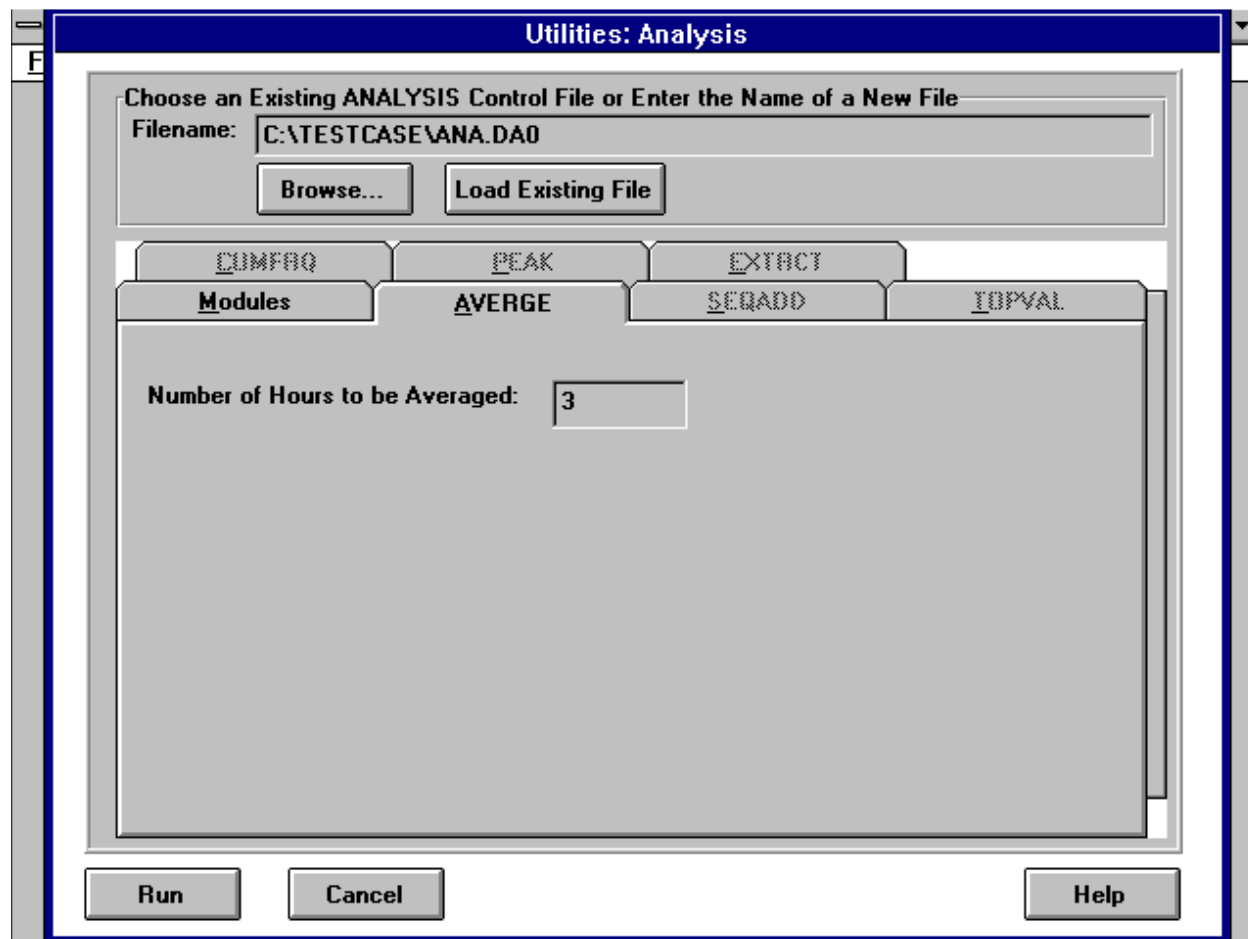 Utilities: Analysis
F
Choose an Existing ANALYSIS Control File or Enter the Name of a New File
Filename: C:\TESTCASE\ANA.DA0
Browse... Load Existing File
CUMFRQ PEAK EXTRCT
Modules AVERGE SEQADD TOPVAL
Number of Hours to be Averaged: 3
Run Cancel Help